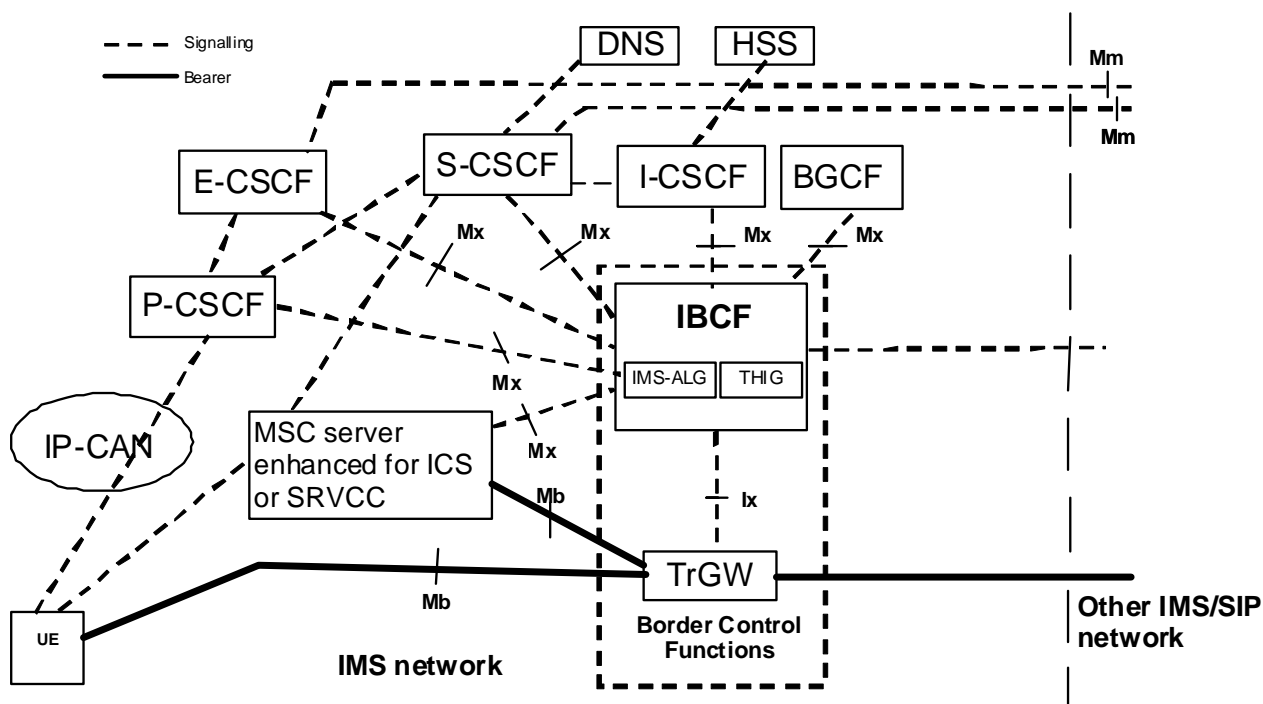 Signalling
Bearer
DNS
HSS
Mm
Mm
E-CSCF
S-CSCF
I-CSCF
BGCF
Mx
Mx
Mx
Mx
P-CSCF
IBCF
IMS-ALG
THIG
Mx
IP-CAN
MSC server
enhanced for ICS
or SRVCC
Mx
Mb
Ix
TrGW
Mb
UE
Border Control
Functions
IMS network
Other IMS/SIP
network